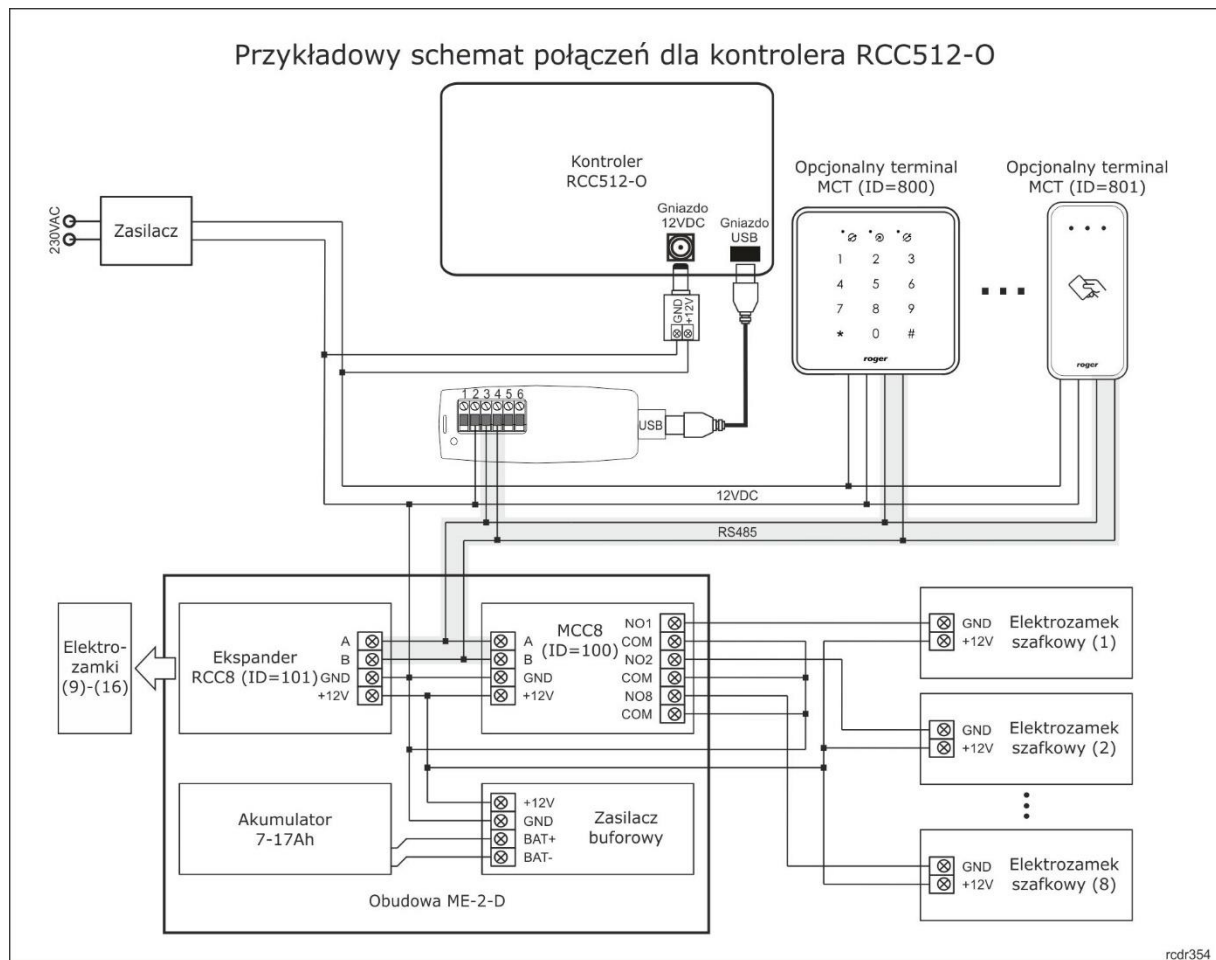 Przykładowy schemat połączeń dla kontrolera RCC512-O
Kontroler
RCC512-O
Gniazdo
12VDC
Gniazdo
USB
GND
+12V
Opcjonalny terminal
MCT (ID=800)
1 2 3
4 5 6
7 8 9
* 0 #
roger
Opcjonalny terminal
MCT (ID=801)
roger
230VAC
Zasilacz
1 2 3 4 5 6
USB
12VDC
RS485
Elektro-
zamki
(9)-(16)
Ekspander
RCC8 (ID=101)
A
B
GND
+12V
MCC8
(ID=100)
A
B
GND
+12V
NO1
COM
NO2
COM
NO8
COM
GND
+12V
Elektrozamek
szafkowy (1)
GND
+12V
Elektrozamek
szafkowy (2)
GND
+12V
Elektrozamek
szafkowy (8)
Akumulator
7-17Ah
+12V
GND
BAT+
BAT-
Zasilacz
buforowy
Obudowa ME-2-D
rcdr354